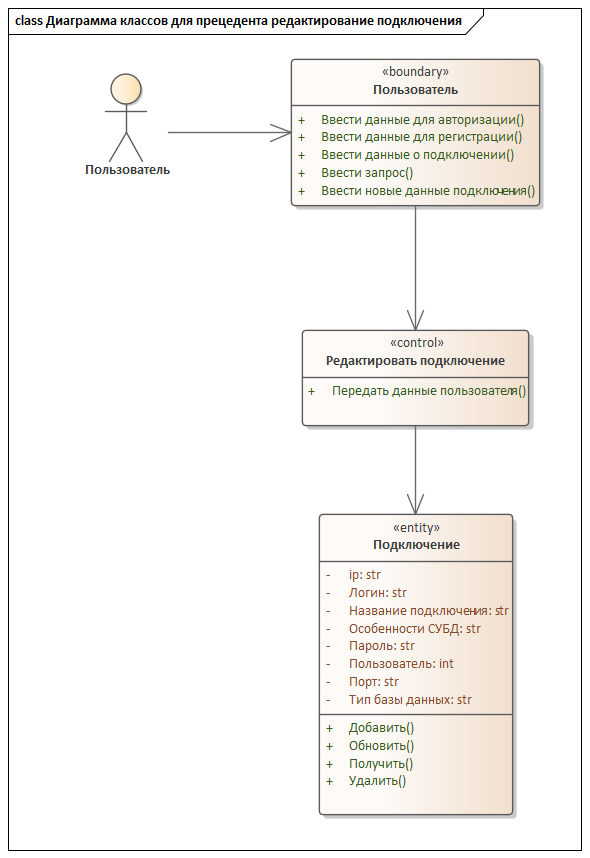 class Диаграмма классов для прецедента редактирование подключения
Пользователь
«boundary»
Пользователь
+ Ввести данные для авторизации()
+ Ввести данные для регистрации()
+ Ввести данные о подключении()
+ Ввести запрос()
+ Ввести новые данные подключения()
«control»
Редактировать подключение
+ Передать данные пользователя()
«entity»
Подключение
- ip: str
- Логин: str
- Название подключения: str
- Особенности СУБД: str
- Пароль: str
- Пользователь: int
- Порт: str
- Тип базы данных: str
+ Добавить()
+ Обновить()
+ Получить()
+ Удалить()